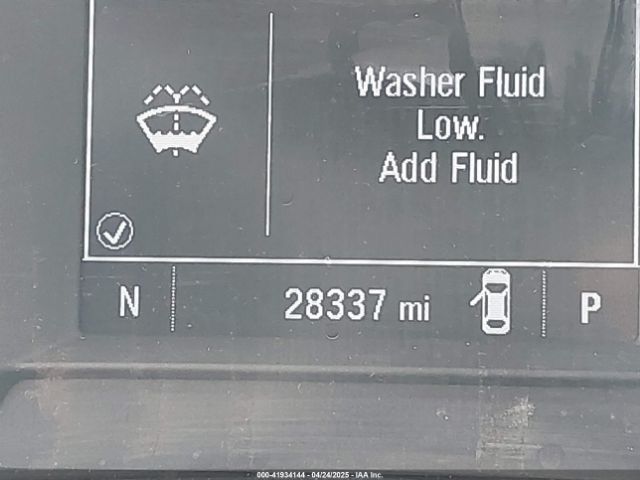 Washer Fluid
Low.
Add Fluid
N 28337 mi P
000-41934144 - 04/24/2025 - IAA Inc.